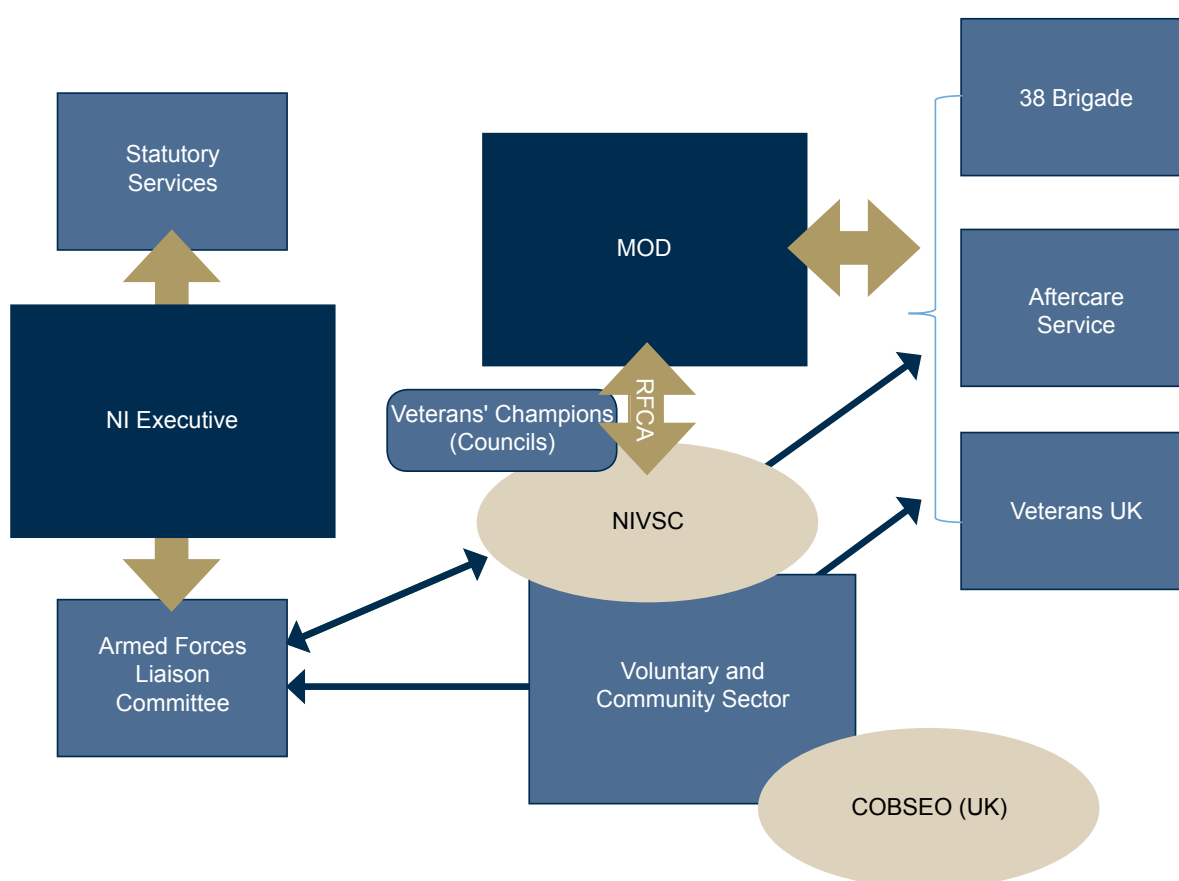 38 Brigade
Statutory
Services
MOD
Aftercare
Service
NI Executive
RFCA
Veterans' Champions
(Councils)
NIVSC
Veterans UK
Armed Forces
Liaison
Committee
Voluntary and
Community Sector
COBSEO (UK)